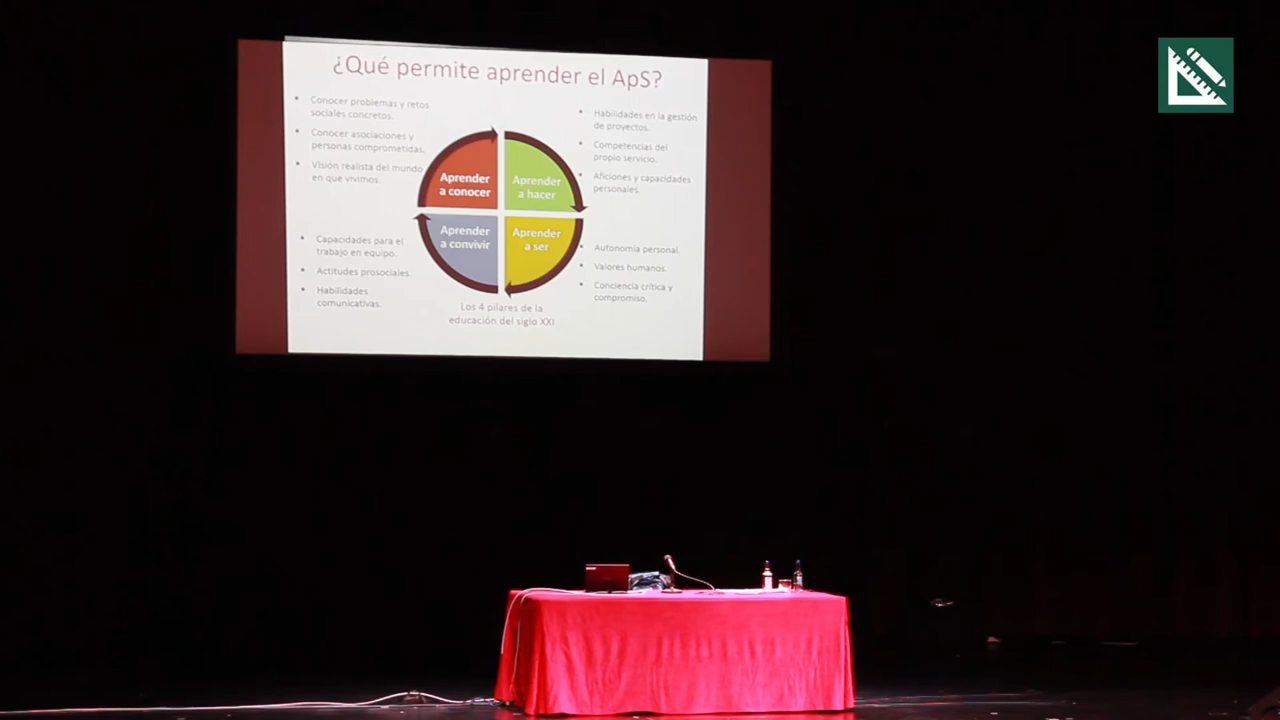 ¿Qué permite aprender el ApS?
Conocer problemas y retos
sociales concretos.
Conocer asociaciones y
personas comprometidas.
Visión realista del mundo
en que vivimos.
Habilidades en la gestión
de proyectos.
Competencias del
propio servicio.
Aficiones y capacidades
personales.
Aprender
a conocer
Aprender
a hacer
Aprender
a convivir
Aprender
a ser
Capacidades para el
trabajo en equipo.
Actitudes prosociales.
Habilidades
comunicativas.
Autonomía personal.
Valores humanos.
Conciencia crítica y
compromiso.
Los 4 pilares de la
educación del siglo XXI